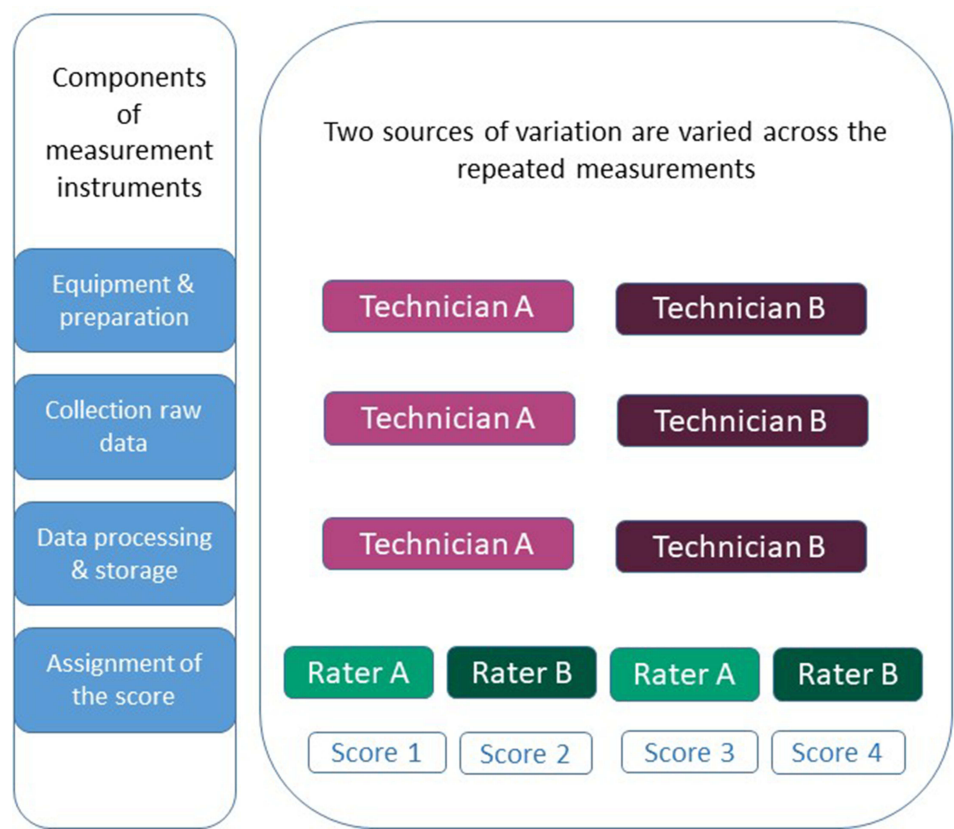 Components
of
measurement
instruments
Two sources of variation are varied across the
repeated measurements
Equipment &
preparation
Technician A
Technician B
Collection raw
data
Technician A
Technician B
Data processing
& storage
Technician A
Technician B
Assignment of
the score
Rater A
Rater B
Rater A
Rater B
Score 1
Score 2
Score 3
Score 4